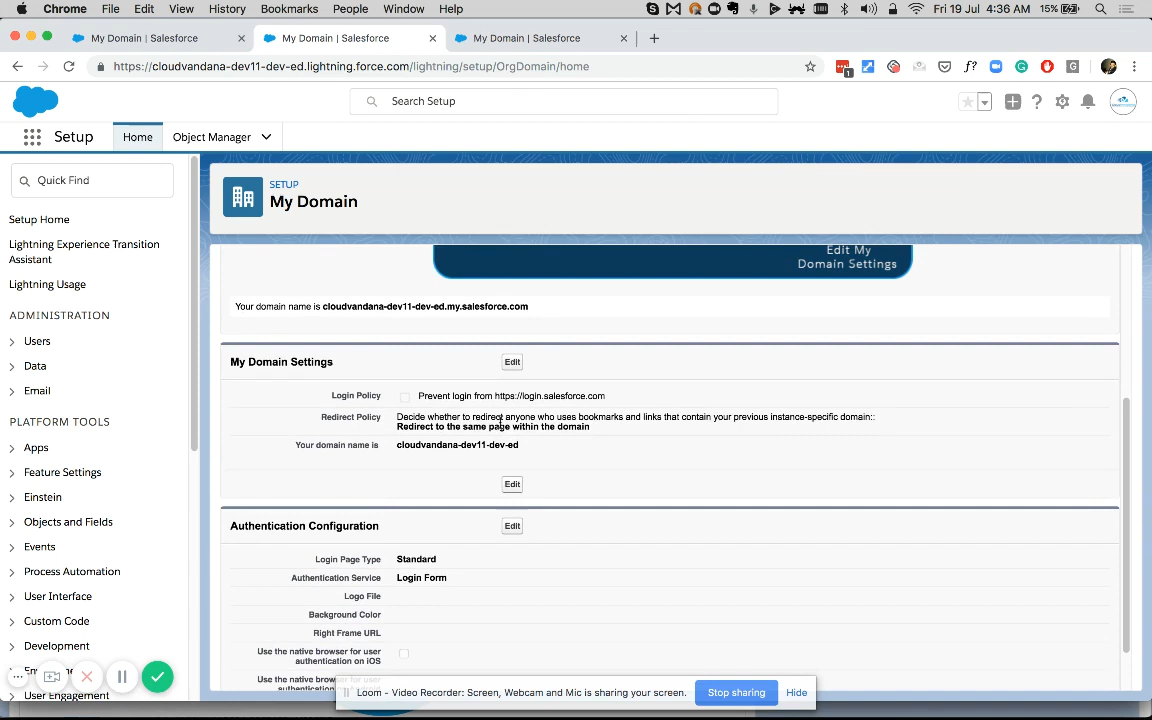 Chrome File Edit View History Bookmarks People Window Help Fri 19 Jul 4:36 AM 15%
My Domain | Salesforce My Domain | Salesforce My Domain | Salesforce
https://cloudvandana-dev11-dev-ed.lightning.force.com/lightning/setup/OrgDomain/home
1 f? G
Search Setup
Setup Home Object Manager
Quick Find
Setup Home
Lightning Experience Transition
Assistant
Lightning Usage
ADMINISTRATION
Users
Data
Email
PLATFORM TOOLS
Apps
Feature Settings
Einstein
Objects and Fields
Events
Process Automation
User Interface
Custom Code
Development
User Engagement
SETUP
My Domain
Edit My
Domain Settings
Your domain name is cloudvandana-dev11-dev-ed.my.salesforce.com
My Domain Settings Edit
Login Policy Prevent login from https://login.salesforce.com
Redirect Policy Decide whether to redirect anyone who uses bookmarks and links that contain your previous instance-specific domain::
Redirect to the same page within the domain
Your domain name is cloudvandana-dev11-dev-ed
Edit
Authentication Configuration Edit
Login Page Type Standard
Authentication Service Login Form
Logo File
Background Color
Right Frame URL
Use the native browser for user
authentication on iOS
Use the native browser for user
Loom - Video Recorder: Screen, Webcam and Mic is sharing your screen. Stop sharing Hide